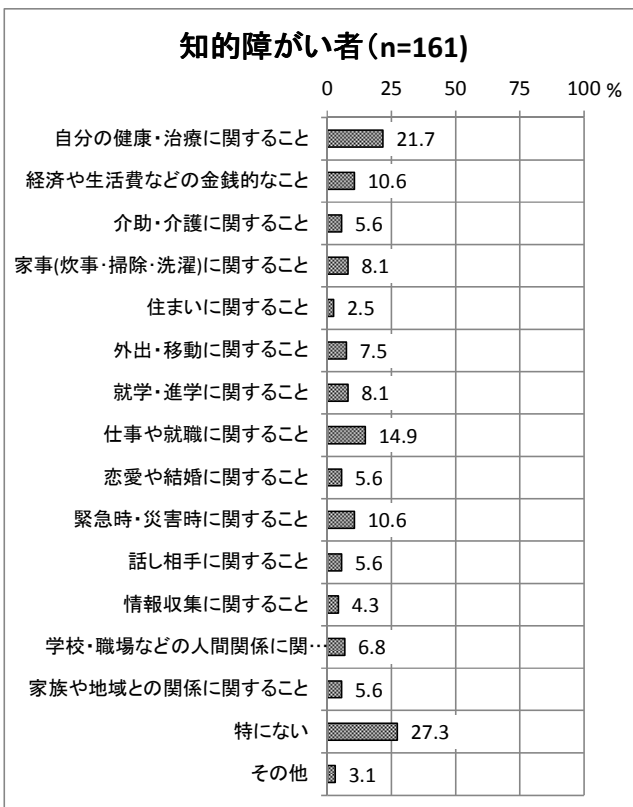 知的障がい者(n=161)
0 25 50 75 100 %
自分の健康・治療に関すること 21.7
経済や生活費などの金銭的なこと 10.6
介助・介護に関すること 5.6
家事(炊事・掃除・洗濯)に関すること 8.1
住まいに関すること 2.5
外出・移動に関すること 7.5
就学・進学に関すること 8.1
仕事や就職に関すること 14.9
恋愛や結婚に関すること 5.6
緊急時・災害時に関すること 10.6
話し相手に関すること 5.6
情報収集に関すること 4.3
学校・職場などの人間関係に関… 6.8
家族や地域との関係に関すること 5.6
特にない 27.3
その他 3.1